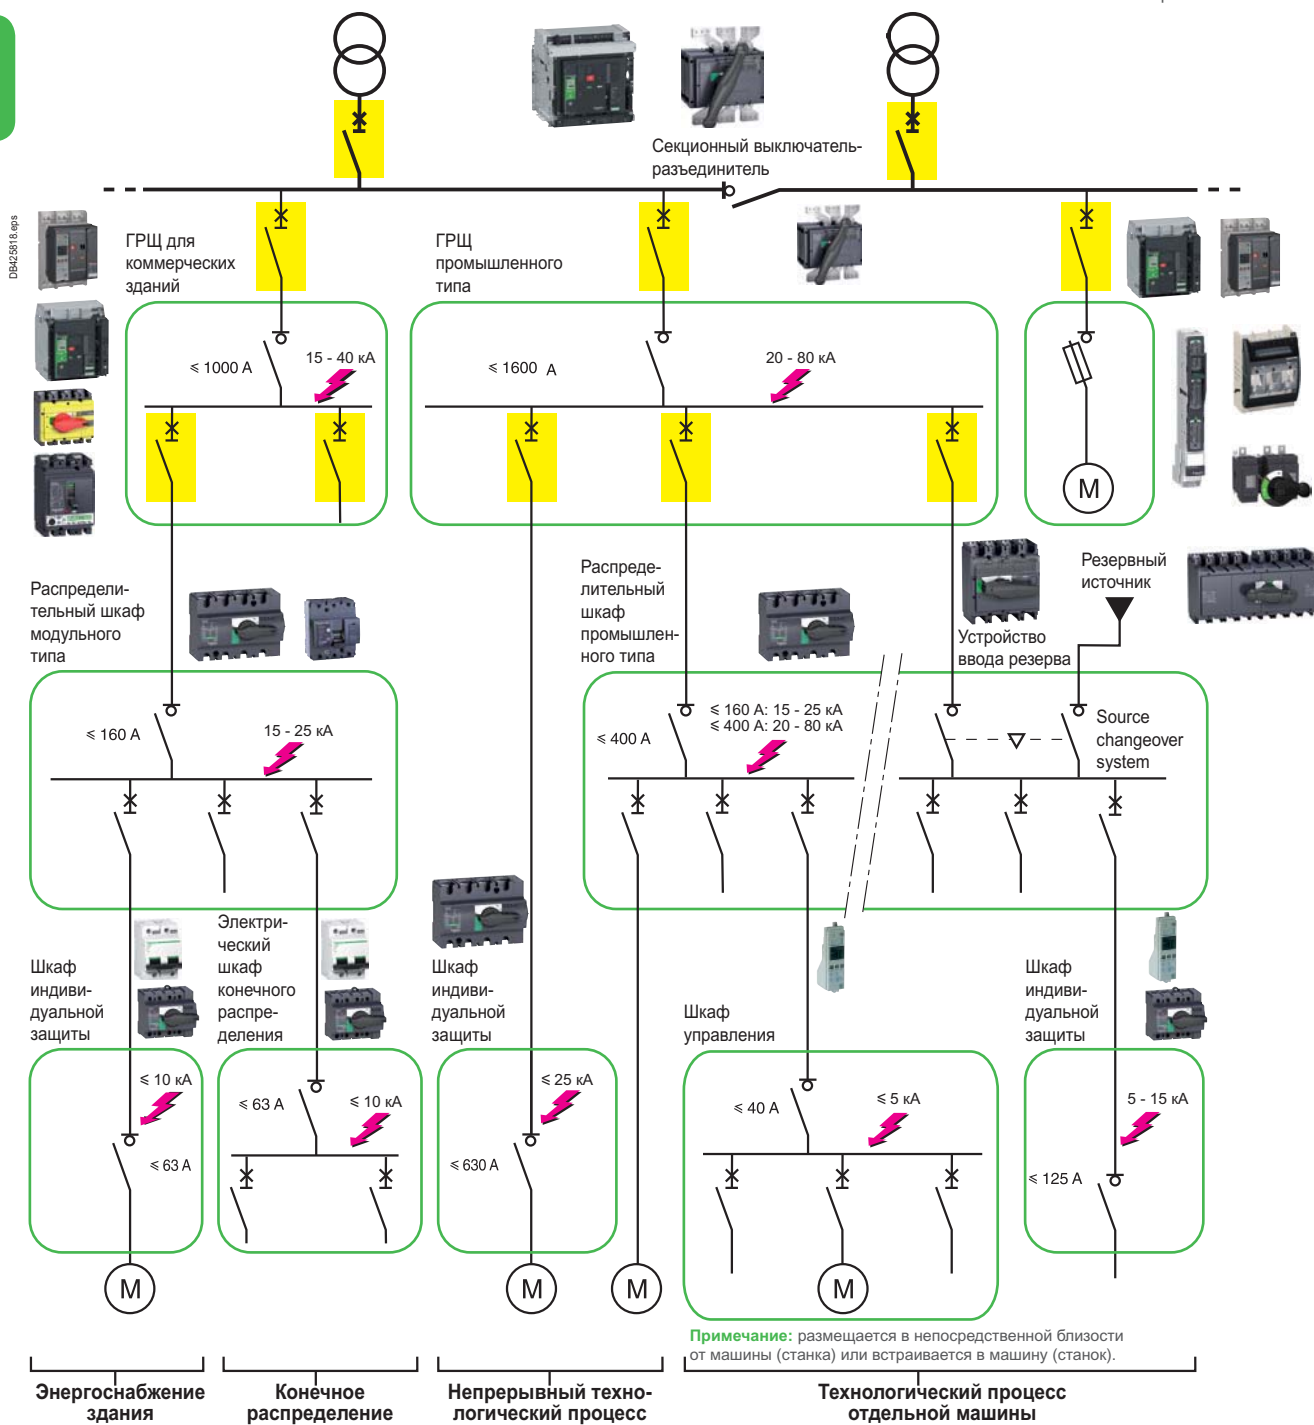 Секционный выключатель-
разъединитель
DB425818.eps
ГРЩ для
коммерческих
зданий
ГРЩ
промышленного
типа
≤ 1000 A
15 - 40 кА
≤ 1600 A
20 - 80 кА
M
Распредели-
тельный шкаф
модульного
типа
Распреде-
лительный
шкаф
промышлен-
ного типа
Устройство
ввода резерва
Резервный
источник
≤ 160 A
15 - 25 кА
≤ 400 A
≤ 160 A: 15 - 25 кА
≤ 400 A: 20 - 80 кА
Source
changeover
system
Шкаф
индиви-
дуальной
защиты
Электри-
ческий
шкаф
конечного
распре-
деления
Шкаф
индиви-
дуальной
защиты
Шкаф
управления
Шкаф
индиви-
дуальной
защиты
≤ 10 кА
≤ 63 A
≤ 63 A
≤ 10 кА
≤ 25 кА
≤ 630 A
≤ 40 A
≤ 5 кА
5 - 15 кА
≤ 125 A
M
M
M
M
Примечание: размещается в непосредственной близости
от машины (станка) или встраивается в машину (станок).
Энергоснабжение
здания
Конечное
распределение
Непрерывный техно-
логический процесс
Технологический процесс
отдельной машины